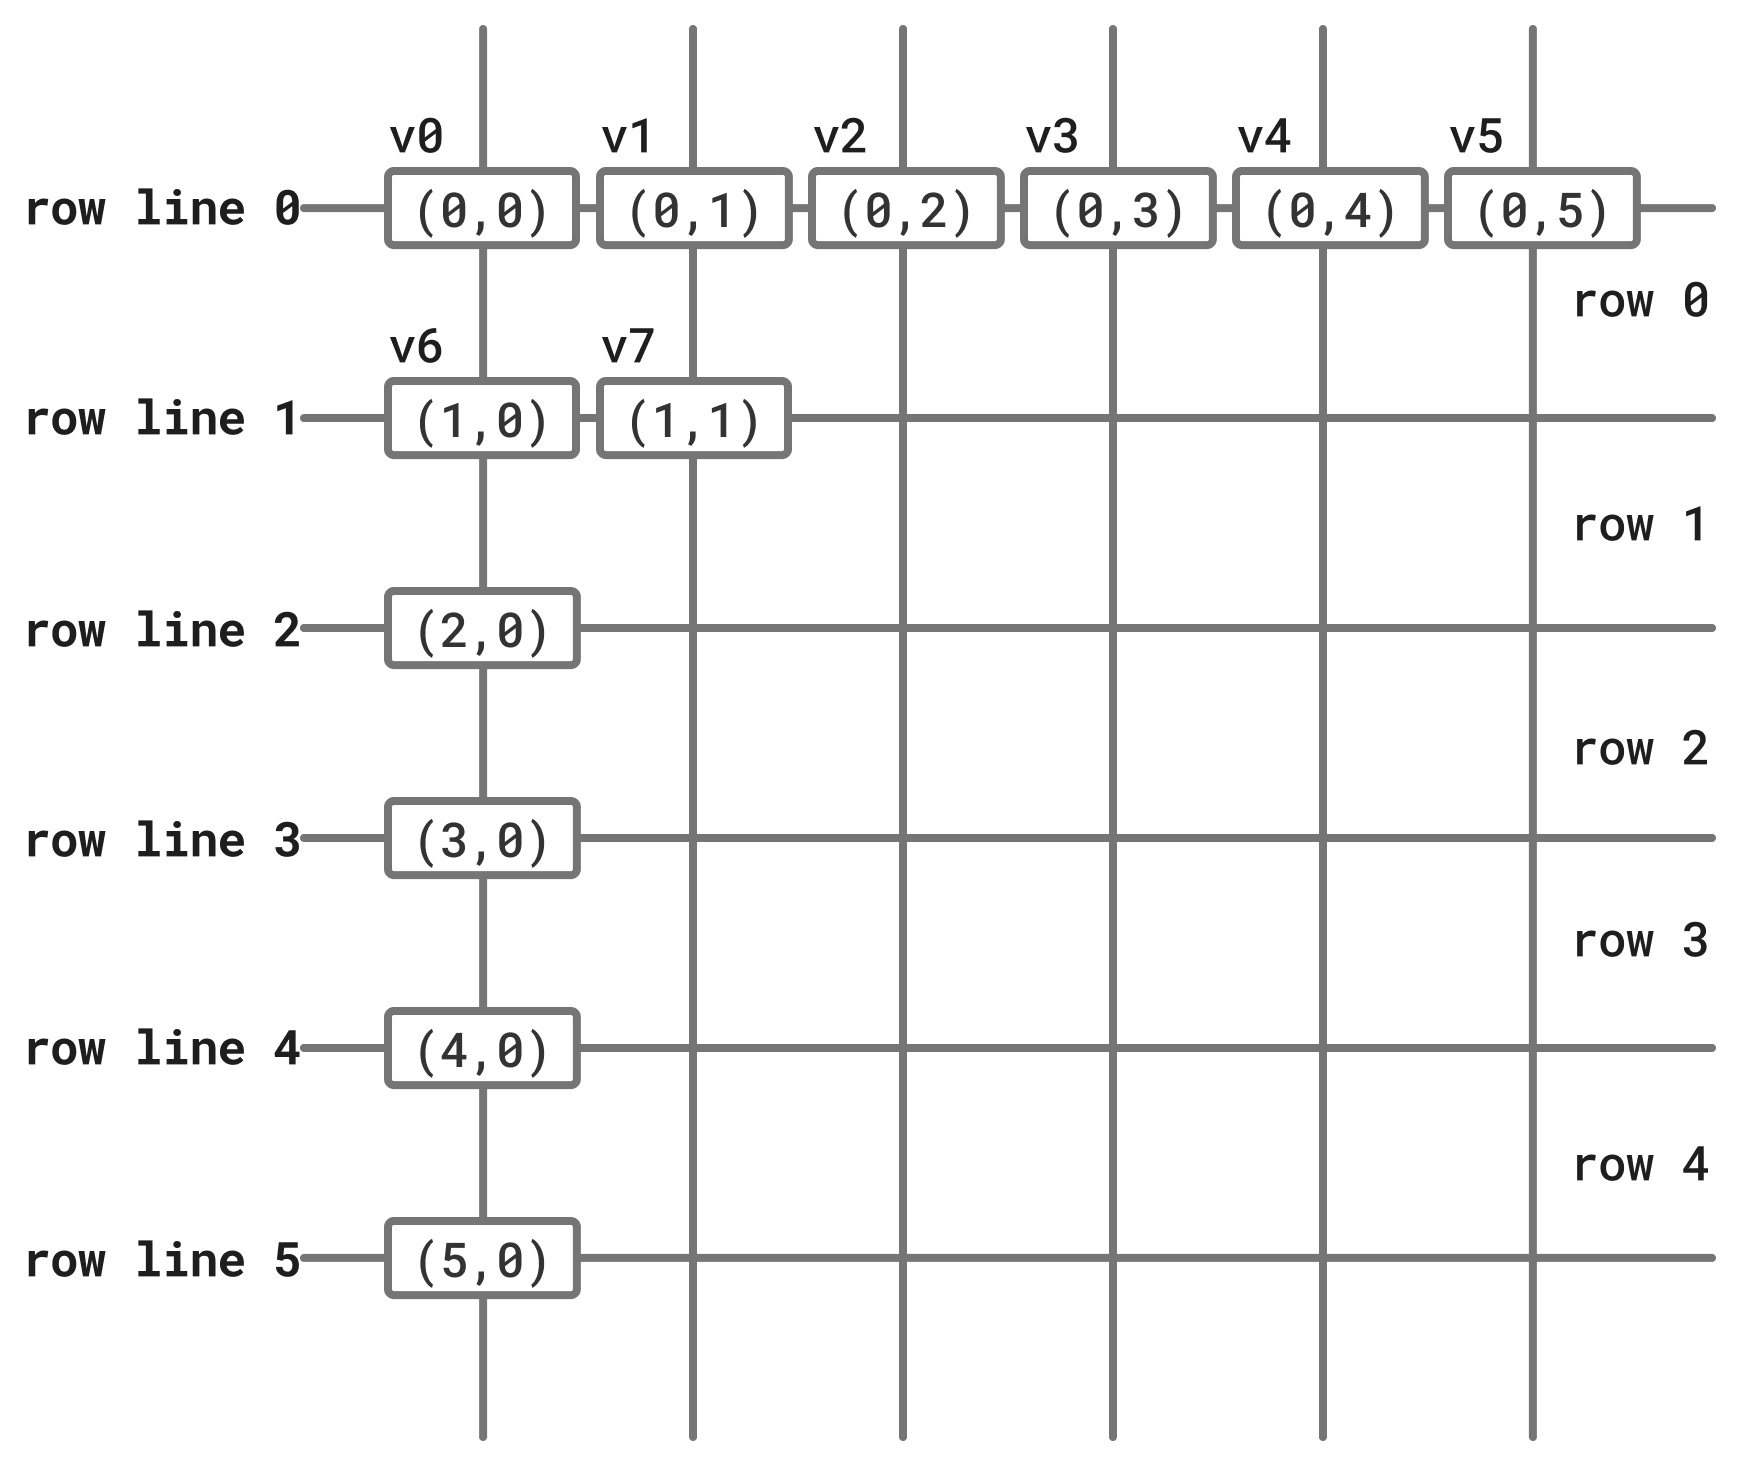 v0 v1 v2 v3 v4 v5
row line 0 (0,0) (0,1) (0,2) (0,3) (0,4) (0,5)
row 0
v6 v7
row line 1 (1,0) (1,1)
row 1
row line 2 (2,0)
row 2
row line 3 (3,0)
row 3
row line 4 (4,0)
row 4
row line 5 (5,0)